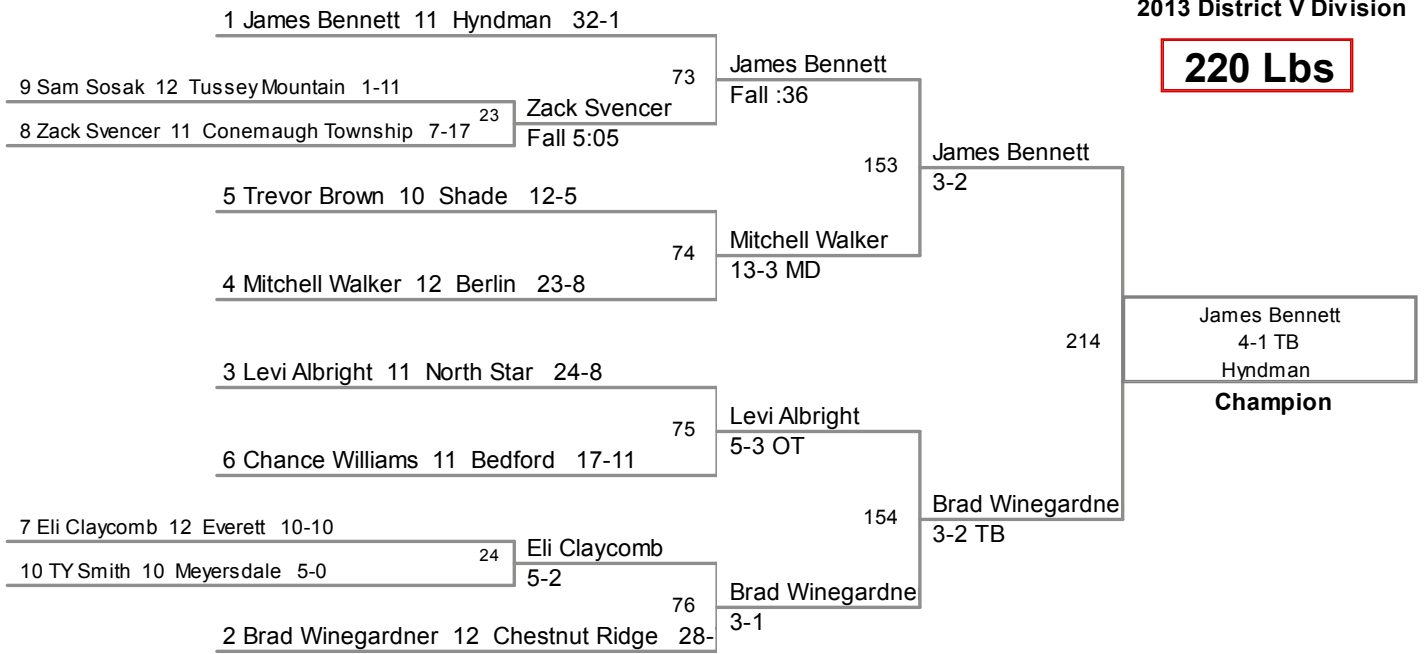 2013 District V Division
220 Lbs
1 James Bennett 11 Hyndman 32-1
9 Sam Sosak 12 Tussey Mountain 1-11
23
8 Zack Svencer 11 Conemaugh Township 7-17
Zack Svencer
Fall 5:05
73
James Bennett
Fall :36
5 Trevor Brown 10 Shade 12-5
74
4 Mitchell Walker 12 Berlin 23-8
Mitchell Walker
13-3 MD
153
James Bennett
3-2
3 Levi Albright 11 North Star 24-8
75
6 Chance Williams 11 Bedford 17-11
Levi Albright
5-3 OT
7 Eli Claycomb 12 Everett 10-10
24
10 TY Smith 10 Meyersdale 5-0
Eli Claycomb
5-2
76
2 Brad Winegardner 12 Chestnut Ridge 28-
Brad Winegardne
3-1
154
Brad Winegardne
3-2 TB
214
James Bennett
4-1 TB
Hyndman
Champion